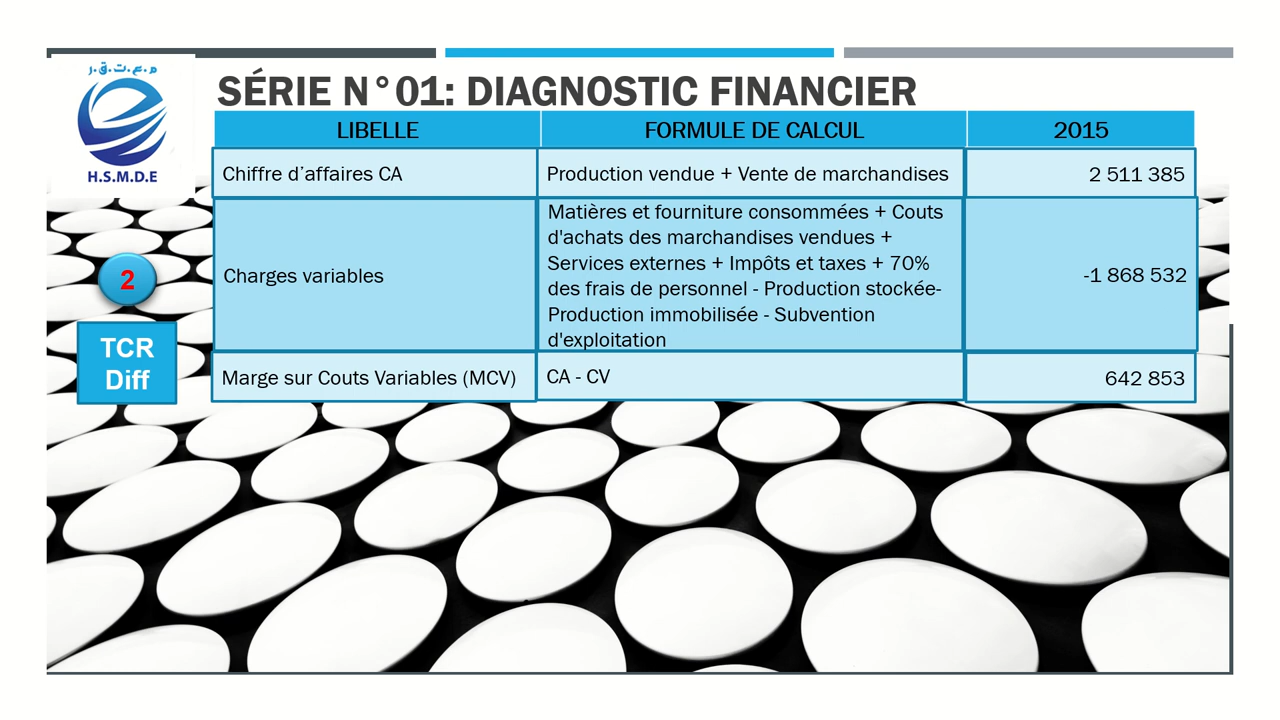 م.ع.ت.ق.ر
H.S.M.D.E
SÉRIE N°01: DIAGNOSTIC FINANCIER
LIBELLE FORMULE DE CALCUL 2015
Chiffre d’affaires CA Production vendue + Vente de marchandises 2 511 385
Charges variables
Matières et fourniture consommées + Couts
d'achats des marchandises vendues +
Services externes + Impôts et taxes + 70%
des frais de personnel - Production stockée-
Production immobilisée - Subvention
d'exploitation
-1 868 532
Marge sur Couts Variables (MCV) CA - CV 642 853
2
TCR
Diff